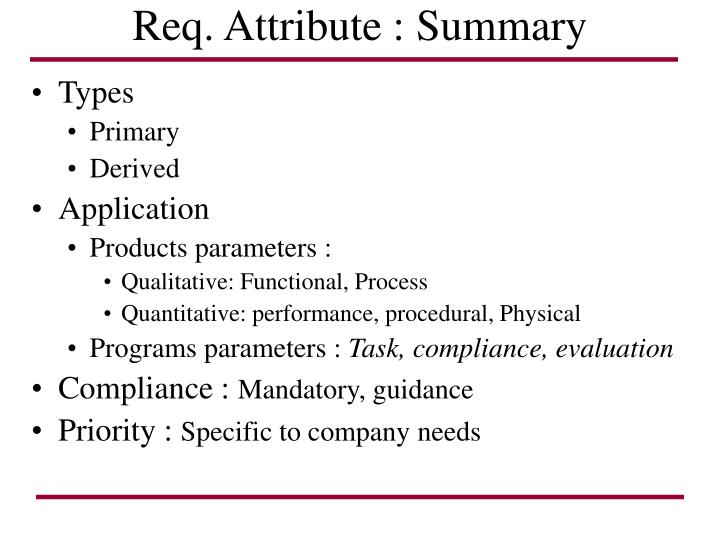 Req. Attribute : Summary
• Types
• Primary
• Derived
• Application
• Products parameters :
• Qualitative: Functional, Process
• Quantitative: performance, procedural, Physical
• Programs parameters : Task, compliance, evaluation
• Compliance : Mandatory, guidance
• Priority : Specific to company needs